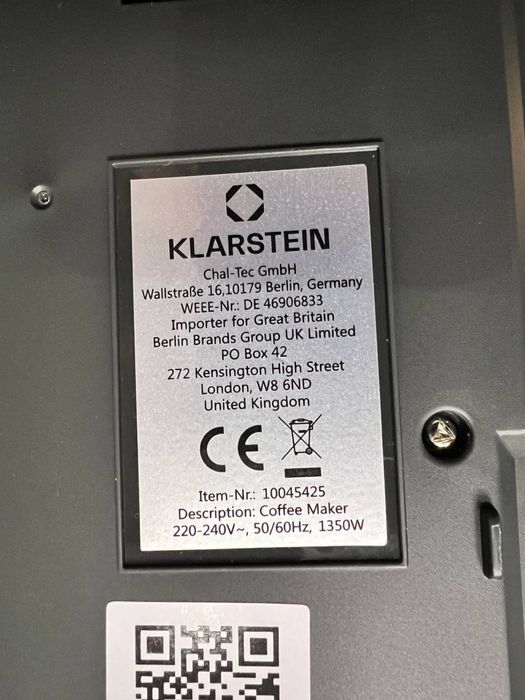 KLARSTEIN
Chal-Tec GmbH
Wallstraße 16,10179 Berlin, Germany
WEEE-Nr.: DE 46906833
Importer for Great Britain
Berlin Brands Group UK Limited
PO Box 42
272 Kensington High Street
London, W8 6ND
United Kingdom
CE
Item-Nr.: 10045425
Description: Coffee Maker
220-240V~, 50/60Hz, 1350W